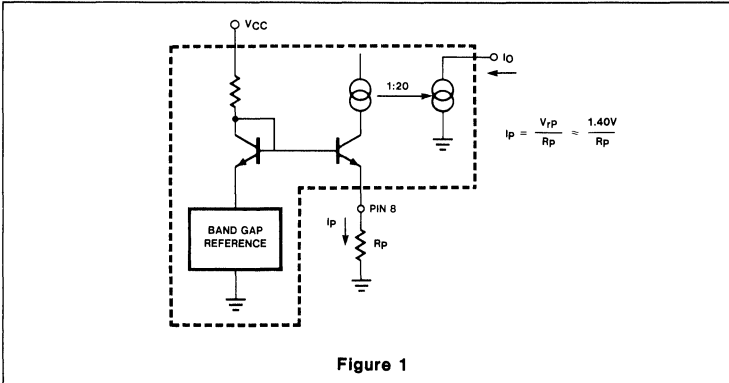 VCC
IO
1:20
IP = VrP / RP ≈ 1.40V / RP
PIN 8
IP
RP
BAND GAP
REFERENCE
Figure 1